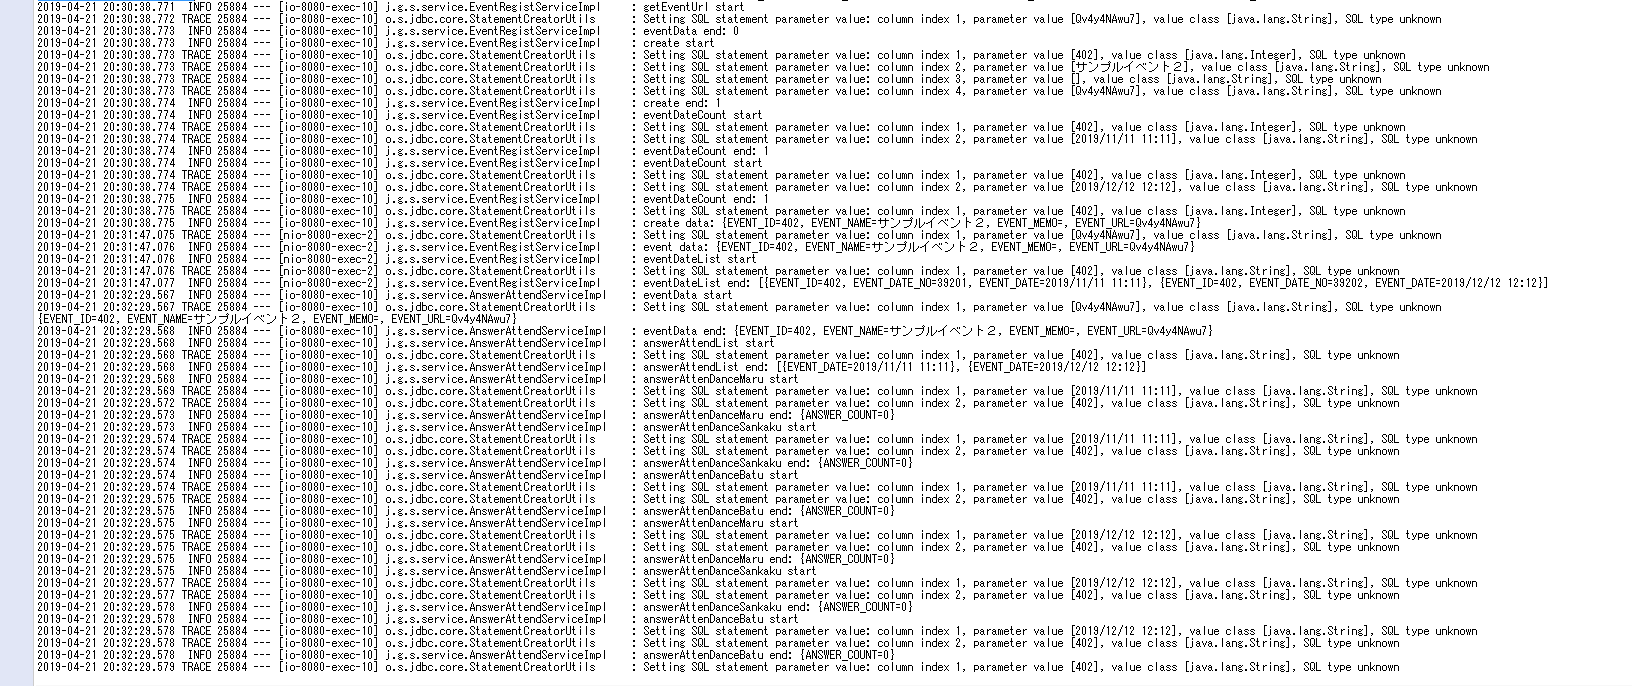 2019-04-21 20:30:38.771  INFO 25884 --- [io-8080-exec-10] j.g.s.service.EventRegistServiceImpl     : getEventUrl start
2019-04-21 20:30:38.772 TRACE 25884 --- [io-8080-exec-10] o.s.jdbc.core.StatementCreatorUtils      : Setting SQL statement parameter value: column index 1, parameter value [Qv4y4NAwu7], value class [java.lang.String], SQL type unknown
2019-04-21 20:30:38.773  INFO 25884 --- [io-8080-exec-10] j.g.s.service.EventRegistServiceImpl     : eventData end: 0
2019-04-21 20:30:38.773  INFO 25884 --- [io-8080-exec-10] j.g.s.service.EventRegistServiceImpl     : create start
2019-04-21 20:30:38.773 TRACE 25884 --- [io-8080-exec-10] o.s.jdbc.core.StatementCreatorUtils      : Setting SQL statement parameter value: column index 1, parameter value [402], value class [java.lang.Integer], SQL type unknown
2019-04-21 20:30:38.773 TRACE 25884 --- [io-8080-exec-10] o.s.jdbc.core.StatementCreatorUtils      : Setting SQL statement parameter value: column index 2, parameter value [サンプルイベント２], value class [java.lang.String], SQL type unknown
2019-04-21 20:30:38.773 TRACE 25884 --- [io-8080-exec-10] o.s.jdbc.core.StatementCreatorUtils      : Setting SQL statement parameter value: column index 3, parameter value [], value class [java.lang.String], SQL type unknown
2019-04-21 20:30:38.773 TRACE 25884 --- [io-8080-exec-10] o.s.jdbc.core.StatementCreatorUtils      : Setting SQL statement parameter value: column index 4, parameter value [Qv4y4NAwu7], value class [java.lang.String], SQL type unknown
2019-04-21 20:30:38.774  INFO 25884 --- [io-8080-exec-10] j.g.s.service.EventRegistServiceImpl     : create end: 1
2019-04-21 20:30:38.774  INFO 25884 --- [io-8080-exec-10] j.g.s.service.EventRegistServiceImpl     : eventDateCount start
2019-04-21 20:30:38.774 TRACE 25884 --- [io-8080-exec-10] o.s.jdbc.core.StatementCreatorUtils      : Setting SQL statement parameter value: column index 1, parameter value [402], value class [java.lang.Integer], SQL type unknown
2019-04-21 20:30:38.774 TRACE 25884 --- [io-8080-exec-10] o.s.jdbc.core.StatementCreatorUtils      : Setting SQL statement parameter value: column index 2, parameter value [2019/11/11 11:11], value class [java.lang.String], SQL type unknown
2019-04-21 20:30:38.774  INFO 25884 --- [io-8080-exec-10] j.g.s.service.EventRegistServiceImpl     : eventDateCount end: 1
2019-04-21 20:30:38.774  INFO 25884 --- [io-8080-exec-10] j.g.s.service.EventRegistServiceImpl     : eventDateCount start
2019-04-21 20:30:38.774 TRACE 25884 --- [io-8080-exec-10] o.s.jdbc.core.StatementCreatorUtils      : Setting SQL statement parameter value: column index 1, parameter value [402], value class [java.lang.Integer], SQL type unknown
2019-04-21 20:30:38.774 TRACE 25884 --- [io-8080-exec-10] o.s.jdbc.core.StatementCreatorUtils      : Setting SQL statement parameter value: column index 2, parameter value [2019/12/12 12:12], value class [java.lang.String], SQL type unknown
2019-04-21 20:30:38.775  INFO 25884 --- [io-8080-exec-10] j.g.s.service.EventRegistServiceImpl     : eventDateCount end: 1
2019-04-21 20:30:38.775 TRACE 25884 --- [io-8080-exec-10] o.s.jdbc.core.StatementCreatorUtils      : Setting SQL statement parameter value: column index 1, parameter value [402], value class [java.lang.Integer], SQL type unknown
2019-04-21 20:30:38.775  INFO 25884 --- [io-8080-exec-10] j.g.s.service.EventRegistServiceImpl     : create data: {EVENT_ID=402, EVENT_NAME=サンプルイベント２, EVENT_MEMO=, EVENT_URL=Qv4y4NAwu7}
2019-04-21 20:31:47.075 TRACE 25884 --- [nio-8080-exec-2] o.s.jdbc.core.StatementCreatorUtils      : Setting SQL statement parameter value: column index 1, parameter value [Qv4y4NAwu7], value class [java.lang.String], SQL type unknown
2019-04-21 20:31:47.076  INFO 25884 --- [nio-8080-exec-2] j.g.s.service.EventRegistServiceImpl     : event data: {EVENT_ID=402, EVENT_NAME=サンプルイベント２, EVENT_MEMO=, EVENT_URL=Qv4y4NAwu7}
2019-04-21 20:31:47.076  INFO 25884 --- [nio-8080-exec-2] j.g.s.service.EventRegistServiceImpl     : eventDateList start
2019-04-21 20:31:47.076 TRACE 25884 --- [nio-8080-exec-2] o.s.jdbc.core.StatementCreatorUtils      : Setting SQL statement parameter value: column index 1, parameter value [402], value class [java.lang.String], SQL type unknown
2019-04-21 20:31:47.077  INFO 25884 --- [nio-8080-exec-2] j.g.s.service.EventRegistServiceImpl     : eventDateList end: [{EVENT_ID=402, EVENT_DATE_NO=39201, EVENT_DATE=2019/11/11 11:11}, {EVENT_ID=402, EVENT_DATE_NO=39202, EVENT_DATE=2019/12/12 12:12}]
2019-04-21 20:32:29.567  INFO 25884 --- [io-8080-exec-10] j.g.s.service.AnswerAttendServiceImpl    : eventData start
2019-04-21 20:32:29.567 TRACE 25884 --- [io-8080-exec-10] o.s.jdbc.core.StatementCreatorUtils      : Setting SQL statement parameter value: column index 1, parameter value [Qv4y4NAwu7], value class [java.lang.String], SQL type unknown
{EVENT_ID=402, EVENT_NAME=サンプルイベント２, EVENT_MEMO=, EVENT_URL=Qv4y4NAwu7}
2019-04-21 20:32:29.568  INFO 25884 --- [io-8080-exec-10] j.g.s.service.AnswerAttendServiceImpl    : eventData end: {EVENT_ID=402, EVENT_NAME=サンプルイベント２, EVENT_MEMO=, EVENT_URL=Qv4y4NAwu7}
2019-04-21 20:32:29.568  INFO 25884 --- [io-8080-exec-10] j.g.s.service.AnswerAttendServiceImpl    : answerAttendList start
2019-04-21 20:32:29.568 TRACE 25884 --- [io-8080-exec-10] o.s.jdbc.core.StatementCreatorUtils      : Setting SQL statement parameter value: column index 1, parameter value [402], value class [java.lang.String], SQL type unknown
2019-04-21 20:32:29.568  INFO 25884 --- [io-8080-exec-10] j.g.s.service.AnswerAttendServiceImpl    : answerAttendList end: [{EVENT_DATE=2019/11/11 11:11}, {EVENT_DATE=2019/12/12 12:12}]
2019-04-21 20:32:29.568  INFO 25884 --- [io-8080-exec-10] j.g.s.service.AnswerAttendServiceImpl    : answerAttenDanceMaru start
2019-04-21 20:32:29.569 TRACE 25884 --- [io-8080-exec-10] o.s.jdbc.core.StatementCreatorUtils      : Setting SQL statement parameter value: column index 1, parameter value [2019/11/11 11:11], value class [java.lang.String], SQL type unknown
2019-04-21 20:32:29.572 TRACE 25884 --- [io-8080-exec-10] o.s.jdbc.core.StatementCreatorUtils      : Setting SQL statement parameter value: column index 2, parameter value [402], value class [java.lang.String], SQL type unknown
2019-04-21 20:32:29.573  INFO 25884 --- [io-8080-exec-10] j.g.s.service.AnswerAttendServiceImpl    : answerAttenDanceMaru end: {ANSWER_COUNT=0}
2019-04-21 20:32:29.573  INFO 25884 --- [io-8080-exec-10] j.g.s.service.AnswerAttendServiceImpl    : answerAttenDanceSankaku start
2019-04-21 20:32:29.574 TRACE 25884 --- [io-8080-exec-10] o.s.jdbc.core.StatementCreatorUtils      : Setting SQL statement parameter value: column index 1, parameter value [2019/11/11 11:11], value class [java.lang.String], SQL type unknown
2019-04-21 20:32:29.574 TRACE 25884 --- [io-8080-exec-10] o.s.jdbc.core.StatementCreatorUtils      : Setting SQL statement parameter value: column index 2, parameter value [402], value class [java.lang.String], SQL type unknown
2019-04-21 20:32:29.574  INFO 25884 --- [io-8080-exec-10] j.g.s.service.AnswerAttendServiceImpl    : answerAttenDanceSankaku end: {ANSWER_COUNT=0}
2019-04-21 20:32:29.574  INFO 25884 --- [io-8080-exec-10] j.g.s.service.AnswerAttendServiceImpl    : answerAttenDanceBatu start
2019-04-21 20:32:29.574 TRACE 25884 --- [io-8080-exec-10] o.s.jdbc.core.StatementCreatorUtils      : Setting SQL statement parameter value: column index 1, parameter value [2019/11/11 11:11], value class [java.lang.String], SQL type unknown
2019-04-21 20:32:29.575 TRACE 25884 --- [io-8080-exec-10] o.s.jdbc.core.StatementCreatorUtils      : Setting SQL statement parameter value: column index 2, parameter value [402], value class [java.lang.String], SQL type unknown
2019-04-21 20:32:29.575  INFO 25884 --- [io-8080-exec-10] j.g.s.service.AnswerAttendServiceImpl    : answerAttenDanceBatu end: {ANSWER_COUNT=0}
2019-04-21 20:32:29.575  INFO 25884 --- [io-8080-exec-10] j.g.s.service.AnswerAttendServiceImpl    : answerAttenDanceMaru start
2019-04-21 20:32:29.575 TRACE 25884 --- [io-8080-exec-10] o.s.jdbc.core.StatementCreatorUtils      : Setting SQL statement parameter value: column index 1, parameter value [2019/12/12 12:12], value class [java.lang.String], SQL type unknown
2019-04-21 20:32:29.575 TRACE 25884 --- [io-8080-exec-10] o.s.jdbc.core.StatementCreatorUtils      : Setting SQL statement parameter value: column index 2, parameter value [402], value class [java.lang.String], SQL type unknown
2019-04-21 20:32:29.575  INFO 25884 --- [io-8080-exec-10] j.g.s.service.AnswerAttendServiceImpl    : answerAttenDanceMaru end: {ANSWER_COUNT=0}
2019-04-21 20:32:29.575  INFO 25884 --- [io-8080-exec-10] j.g.s.service.AnswerAttendServiceImpl    : answerAttenDanceSankaku start
2019-04-21 20:32:29.577 TRACE 25884 --- [io-8080-exec-10] o.s.jdbc.core.StatementCreatorUtils      : Setting SQL statement parameter value: column index 1, parameter value [2019/12/12 12:12], value class [java.lang.String], SQL type unknown
2019-04-21 20:32:29.577 TRACE 25884 --- [io-8080-exec-10] o.s.jdbc.core.StatementCreatorUtils      : Setting SQL statement parameter value: column index 2, parameter value [402], value class [java.lang.String], SQL type unknown
2019-04-21 20:32:29.578  INFO 25884 --- [io-8080-exec-10] j.g.s.service.AnswerAttendServiceImpl    : answerAttenDanceSankaku end: {ANSWER_COUNT=0}
2019-04-21 20:32:29.578  INFO 25884 --- [io-8080-exec-10] j.g.s.service.AnswerAttendServiceImpl    : answerAttenDanceBatu start
2019-04-21 20:32:29.578 TRACE 25884 --- [io-8080-exec-10] o.s.jdbc.core.StatementCreatorUtils      : Setting SQL statement parameter value: column index 1, parameter value [2019/12/12 12:12], value class [java.lang.String], SQL type unknown
2019-04-21 20:32:29.578 TRACE 25884 --- [io-8080-exec-10] o.s.jdbc.core.StatementCreatorUtils      : Setting SQL statement parameter value: column index 2, parameter value [402], value class [java.lang.String], SQL type unknown
2019-04-21 20:32:29.578  INFO 25884 --- [io-8080-exec-10] j.g.s.service.AnswerAttendServiceImpl    : answerAttenDanceBatu end: {ANSWER_COUNT=0}
2019-04-21 20:32:29.579 TRACE 25884 --- [io-8080-exec-10] o.s.jdbc.core.StatementCreatorUtils      : Setting SQL statement parameter value: column index 1, parameter value [402], value class [java.lang.String], SQL type unknown